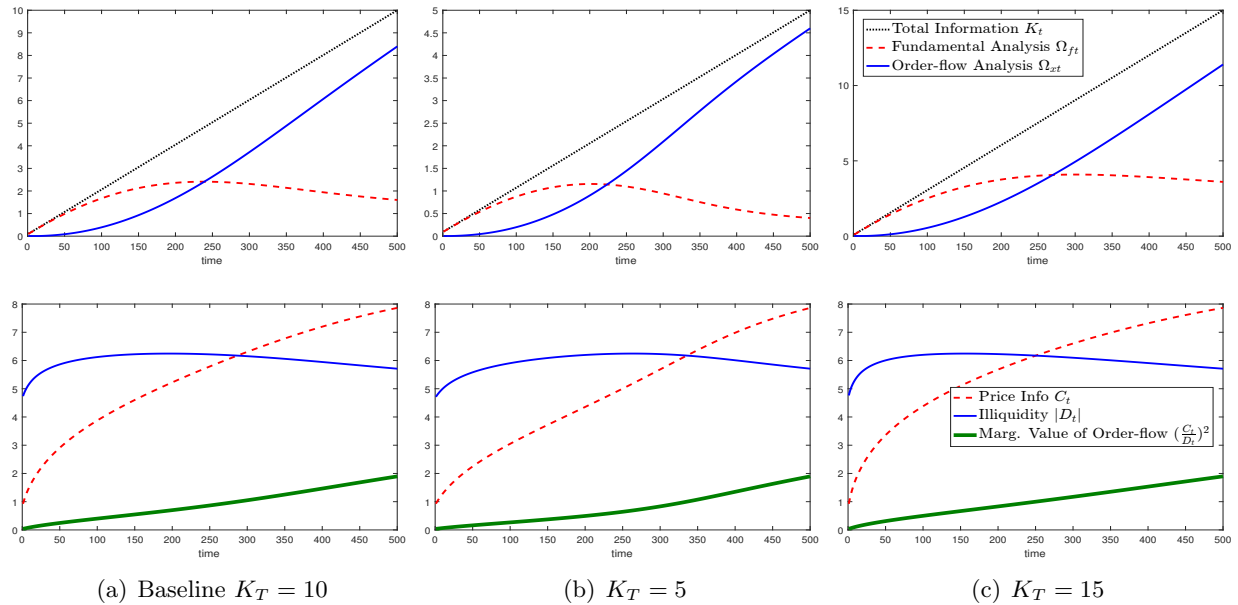 10
9
8
7
6
5
4
3
2
1
0
0 50 100 150 200 250 300 350 400 450 500
time
5
4.5
4
3.5
3
2.5
2
1.5
1
0.5
0
0 50 100 150 200 250 300 350 400 450 500
time
15
10
5
0
0 50 100 150 200 250 300 350 400 450 500
time
Total Information K_t
Fundamental Analysis Ω_{ft}
Order-flow Analysis Ω_{xt}
8
7
6
5
4
3
2
1
0
0 50 100 150 200 250 300 350 400 450 500
time
8
7
6
5
4
3
2
1
0
0 50 100 150 200 250 300 350 400 450 500
time
8
7
6
5
4
3
2
1
0
0 50 100 150 200 250 300 350 400 450 500
time
Price Info C_t
Illiquidity |D_t|
Marg. Value of Order-flow (C_t/D_t)^2
(a) Baseline K_T = 10
(b) K_T = 5
(c) K_T = 15